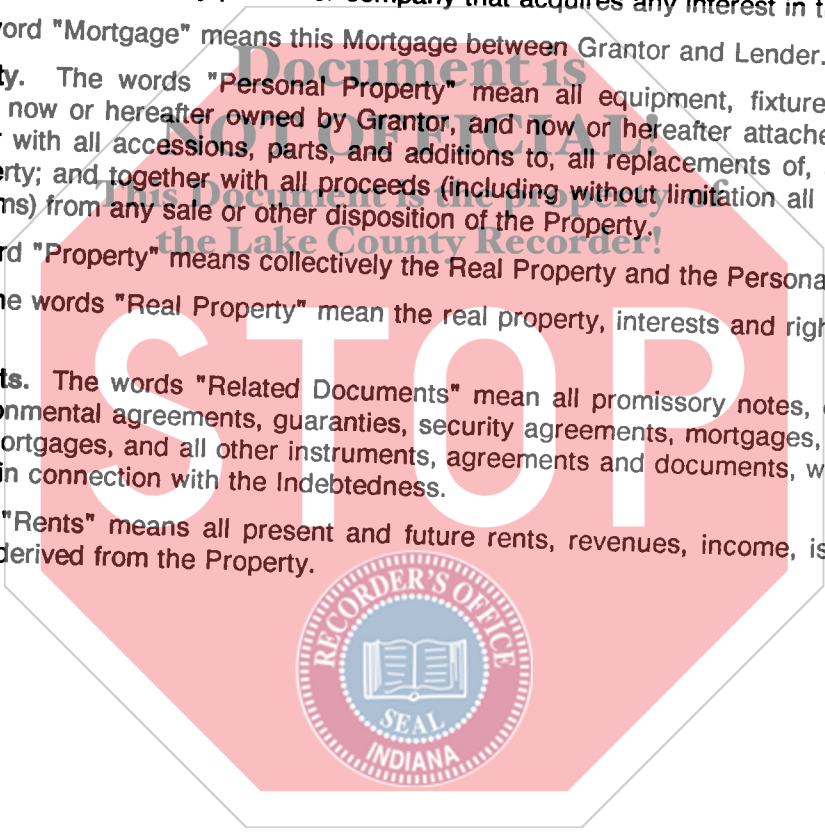 company that acquires any interest in t
ord "Mortgage" means this Mortgage between Grantor and Lender.
ty. The words "Personal Property" mean all equipment, fixture
now or hereafter owned by Grantor, and now or hereafter attache
with all accessions, parts, and additions to, all replacements of,
erty; and together with all proceeds (including without limitation all
ms) from any sale or other disposition of the Property.
rd "Property" means collectively the Real Property and the Persona
he words "Real Property" mean the real property, interests and righ
ts. The words "Related Documents" mean all promissory notes,
onmental agreements, guaranties, security agreements, mortgages,
ortgages, and all other instruments, agreements and documents, w
in connection with the Indebtedness.
"Rents" means all present and future rents, revenues, income, is
derived from the Property.
Document is
NOT OFFICIAL!
This Document is the property of
the Lake County Recorder!
STOP
RECORDER'S OFFICE
SEAL
INDIANA